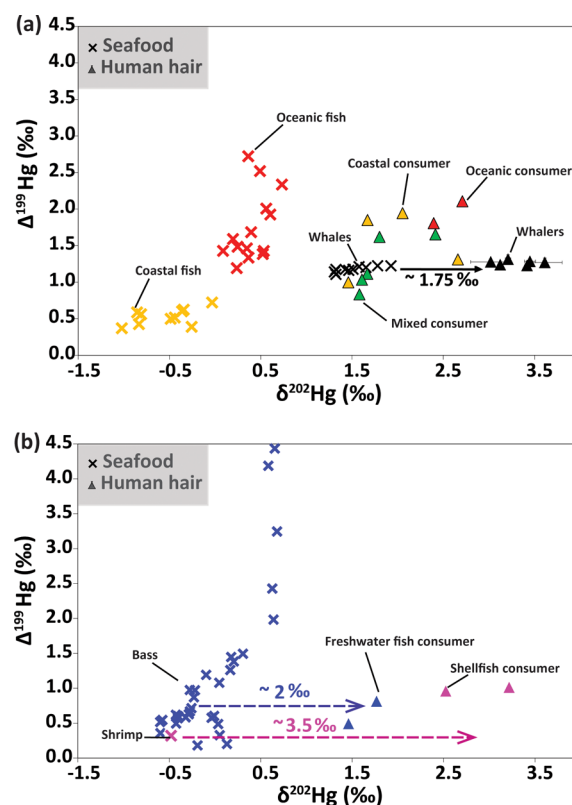 (a)
Seafood
Human hair
Oceanic fish
Coastal consumer
Oceanic consumer
Whales
Whalers
~ 1.75 ‰
Coastal fish
Mixed consumer
Δ¹⁹⁹ Hg (‰)
4.5
4.0
3.5
3.0
2.5
2.0
1.5
1.0
0.5
0.0
-1.5
-0.5
0.5
1.5
2.5
3.5
δ²⁰²Hg (‰)
(b)
Seafood
Human hair
Bass
Freshwater fish consumer
Shellfish consumer
~ 2 ‰
Shrimp
~3.5 ‰
Δ¹⁹⁹ Hg (‰)
4.5
4.0
3.5
3.0
2.5
2.0
1.5
1.0
0.5
0.0
-1.5
-0.5
0.5
1.5
2.5
3.5
δ²⁰²Hg (‰)